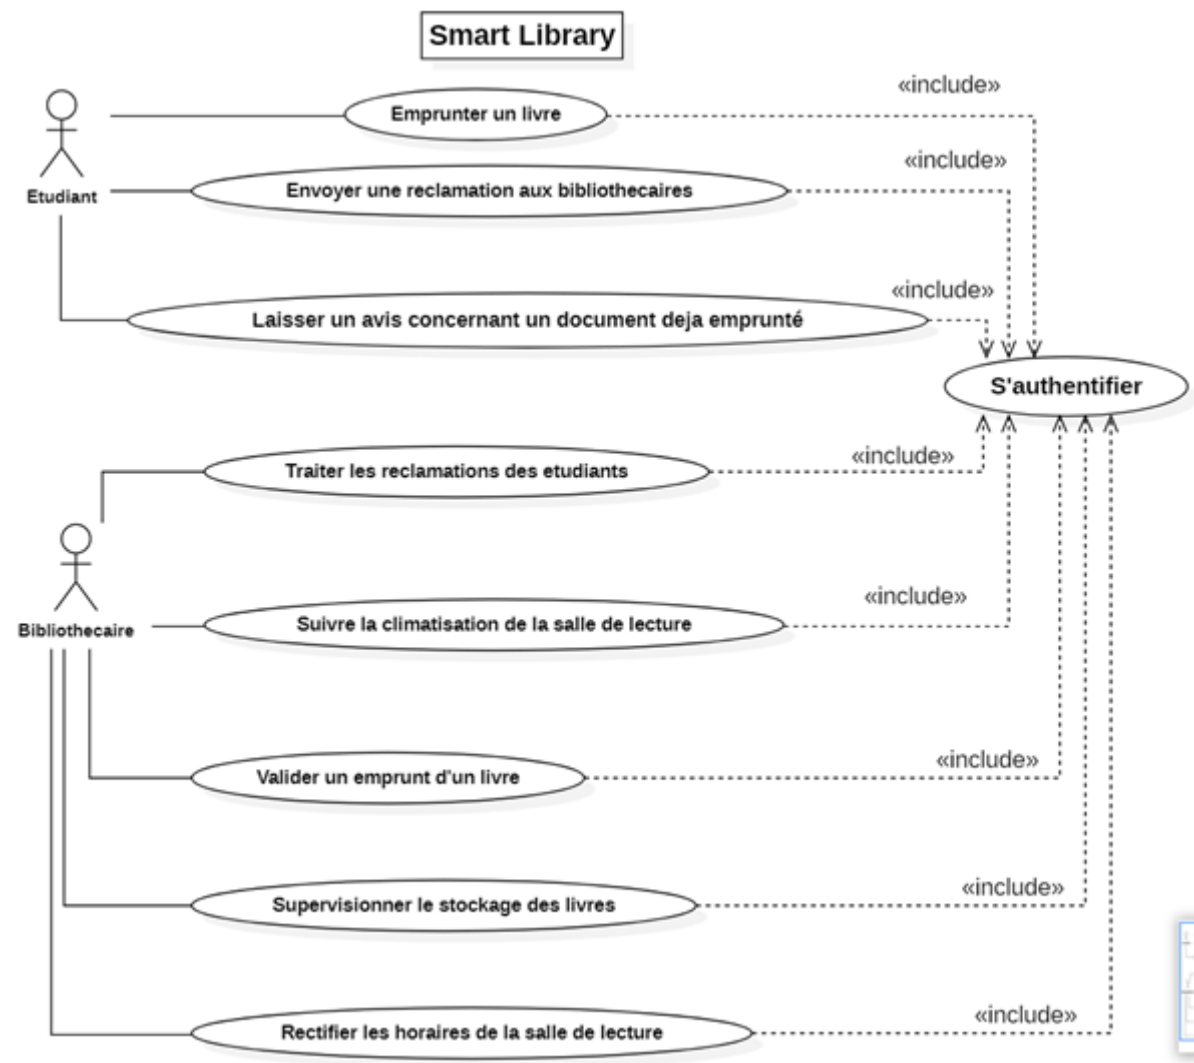 Smart Library
«include»
Emprunter un livre
«include»
Envoyer une reclamation aux bibliothecaires
Etudiant
«include»
Laisser un avis concernant un document deja emprunté
S'authentifier
«include»
Traiter les reclamations des etudiants
«include»
Suivre la climatisation de la salle de lecture
Bibliothecaire
«include»
Valider un emprunt d'un livre
«include»
Supervisionner le stockage des livres
«include»
Rectifier les horaires de la salle de lecture